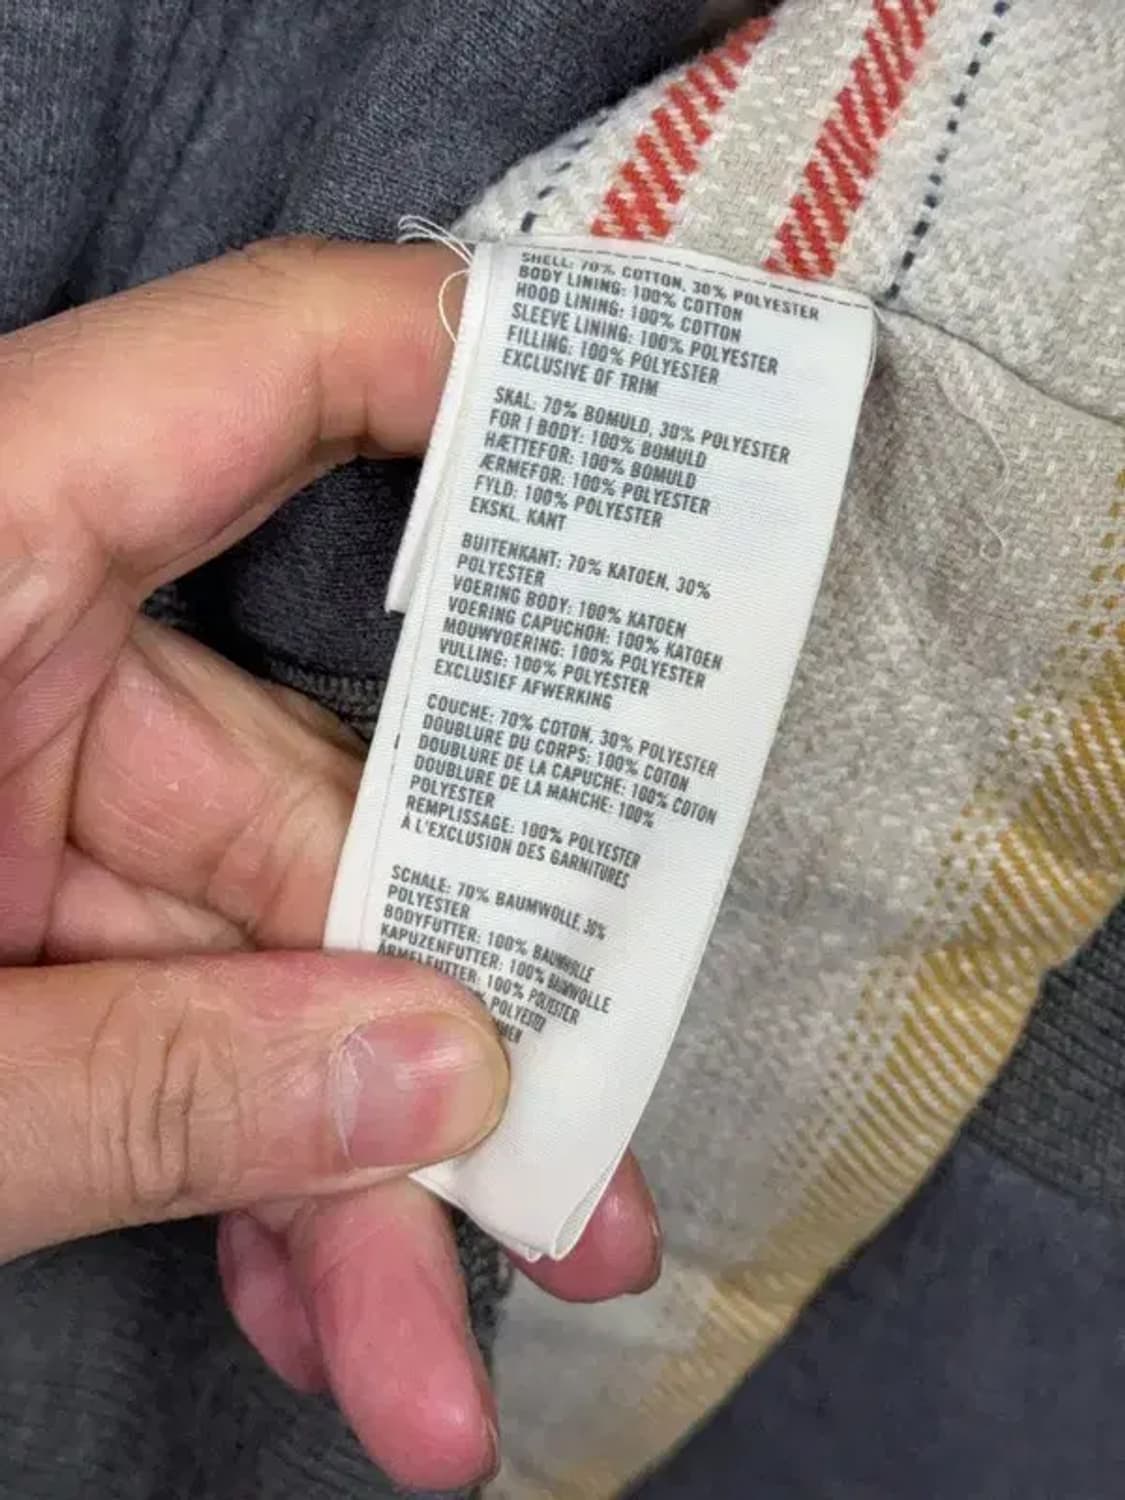 SHELL: 70% COTTON, 30% POLYESTER
BODY LINING: 100% COTTON
HOOD LINING: 100% COTTON
SLEEVE LINING: 100% POLYESTER
FILLING: 100% POLYESTER
EXCLUSIVE OF TRIM
SKAL: 70% BOMULD, 30% POLYESTER
FOR I BODY: 100% BOMULD
HÆTTEFOR: 100% BOMULD
ÆRMEFOR: 100% POLYESTER
FYLD: 100% POLYESTER
EKSKL. KANT
BUITENKANT: 70% KATOEN, 30%
POLYESTER
VOERING BODY: 100% KATOEN
VOERING CAPUCHON: 100% KATOEN
MOUWVOERING: 100% POLYESTER
VULLING: 100% POLYESTER
EXCLUSIEF AFWERKING
COUCHE: 70% COTON, 30% POLYESTER
DOUBLURE DU CORPS: 100% COTON
DOUBLURE DE LA CAPUCHE: 100% COTON
DOUBLURE DE LA MANCHE: 100%
POLYESTER
REMPLISSAGE: 100% POLYESTER
À L'EXCLUSION DES GARNITURES
SCHALE: 70% BAUMWOLLE, 30%
POLYESTER
BODYFUTTER: 100% BAUMWOLLE
KAPUZENFUTTER: 100% BAUMWOLLE
ÄRMELFUTTER: 100% POLYESTER
% POLYESTER